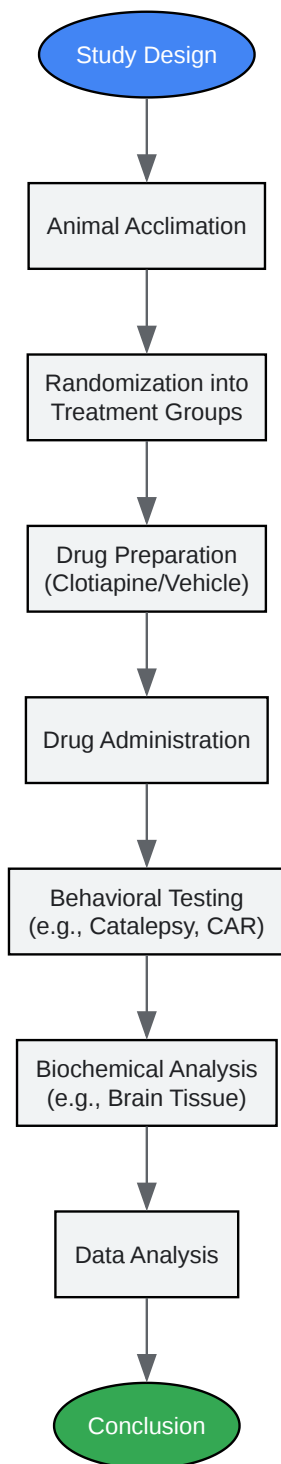 Study Design
Animal Acclimation
Randomization into
Treatment Groups
Drug Preparation
(Clotiapine/Vehicle)
Drug Administration
Behavioral Testing
(e.g., Catalepsy, CAR)
Biochemical Analysis
(e.g., Brain Tissue)
Data Analysis
Conclusion